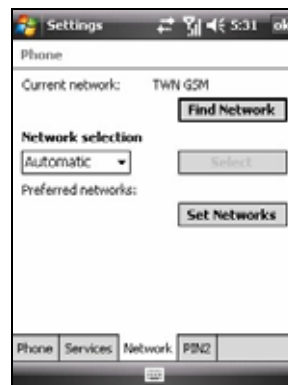 Settings 5:31 ok
Phone
Current network: TWN GSM
Find Network
Network selection
Automatic Select
Preferred networks:
Set Networks
Phone Services Network PIN2